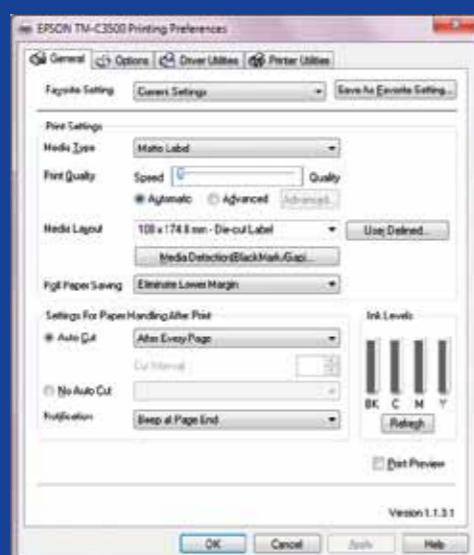 EPSON TM-C3500 Printing Preferences
General Options Driver Utilities Printer Utilities
Favorite Setting Current Settings Save As Favorite Setting...
Print Settings
Media Type Matte Label
Print Quality Speed Quality
Automatic Advanced Advanced...
Media Layout 108 x 174.8 mm - Die-cut Label User Defined...
Media Detection(BlackMark/Gap)...
Roll Paper Saving Eliminate Lower Margin
Settings For Paper Handling After Print Ink Levels
Auto Cut After Every Page
Cut Interval
No Auto Cut
BK C M Y
Notification Beep at Page End Refresh
Print Preview
Version 1.1.3.1
OK Cancel Apply Help